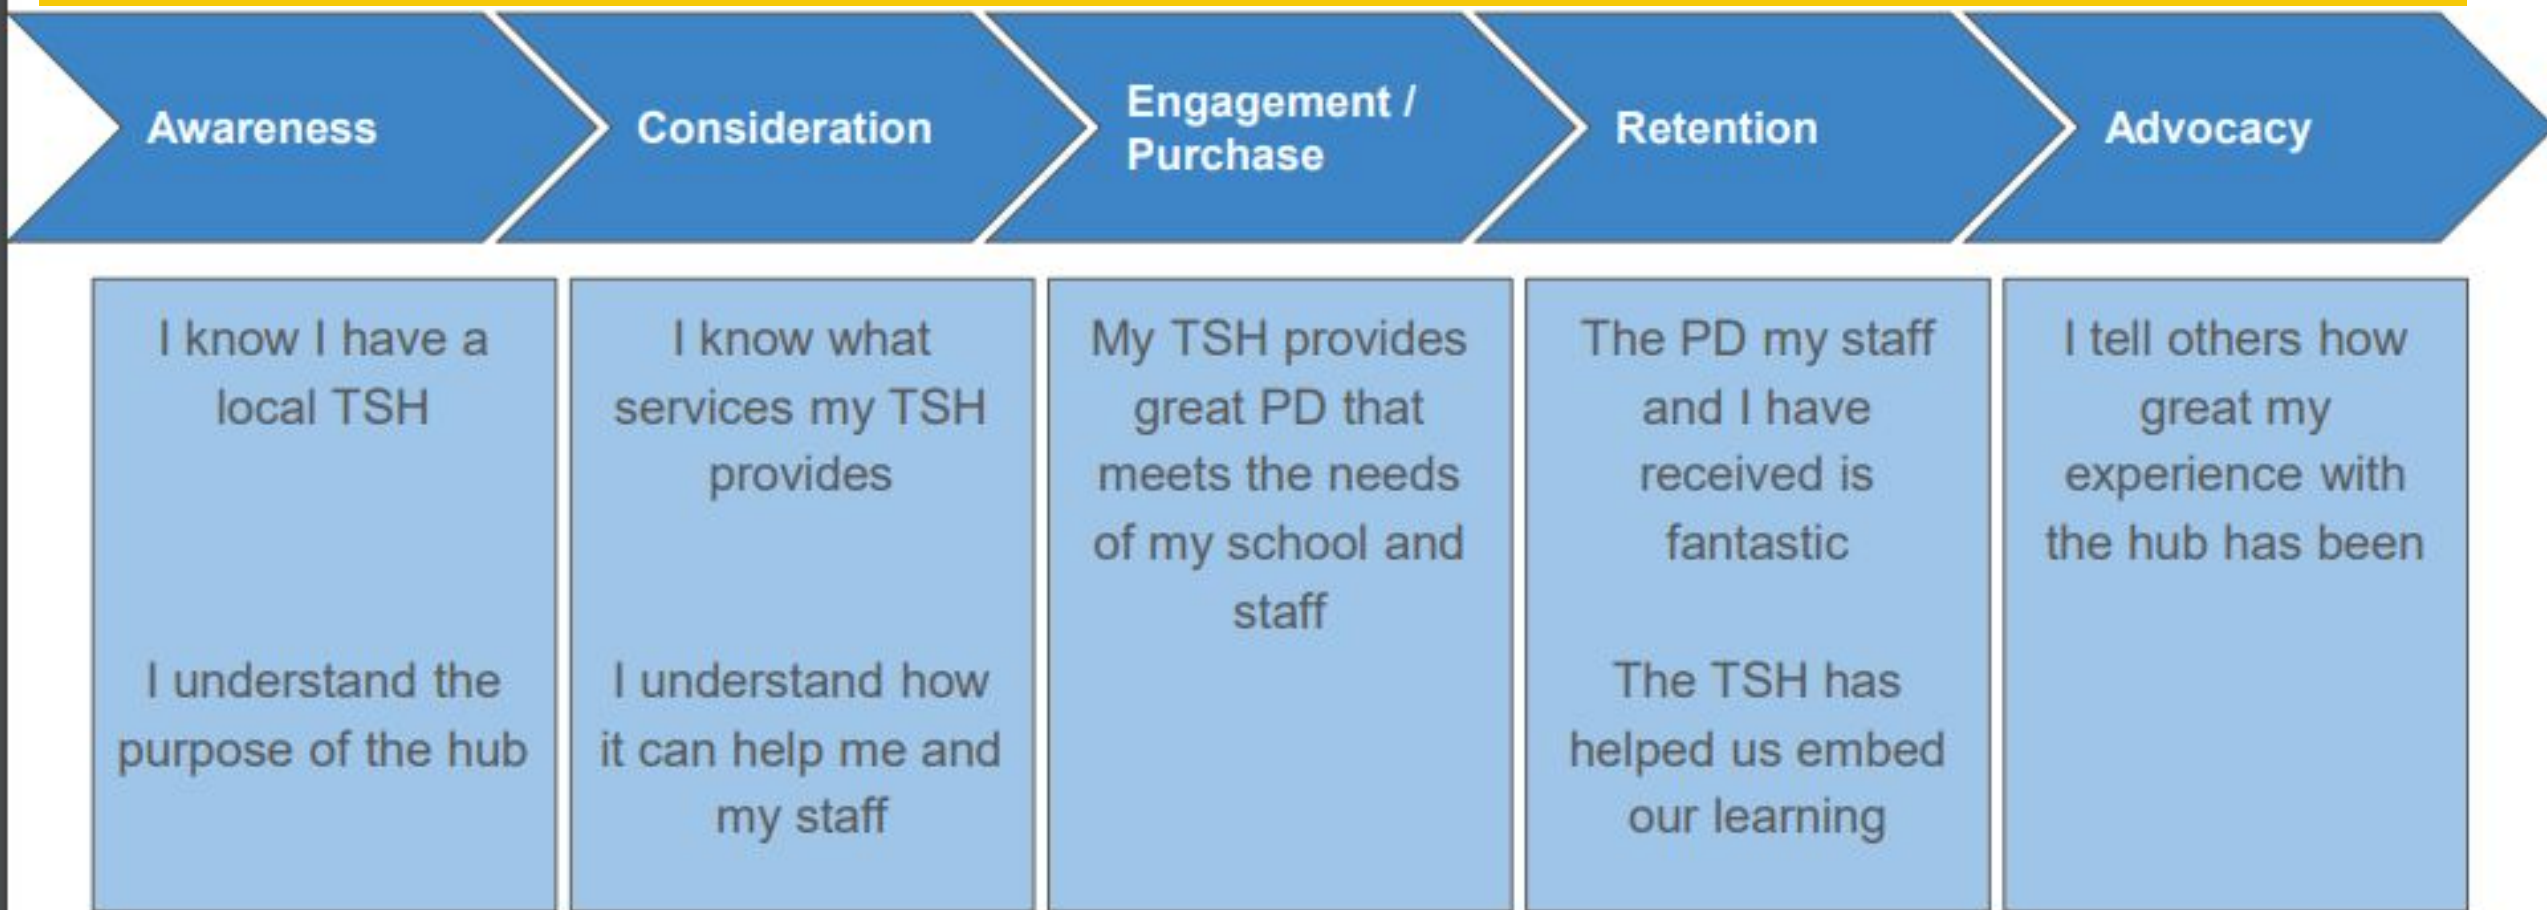 Awareness
Consideration
Engagement /
Purchase
Retention
Advocacy
I know I have a
local TSH
I understand the
purpose of the hub
I know what
services my TSH
provides
I understand how
it can help me and
my staff
My TSH provides
great PD that
meets the needs
of my school and
staff
The PD my staff
and I have
received is
fantastic
The TSH has
helped us embed
our learning
I tell others how
great my
experience with
the hub has been